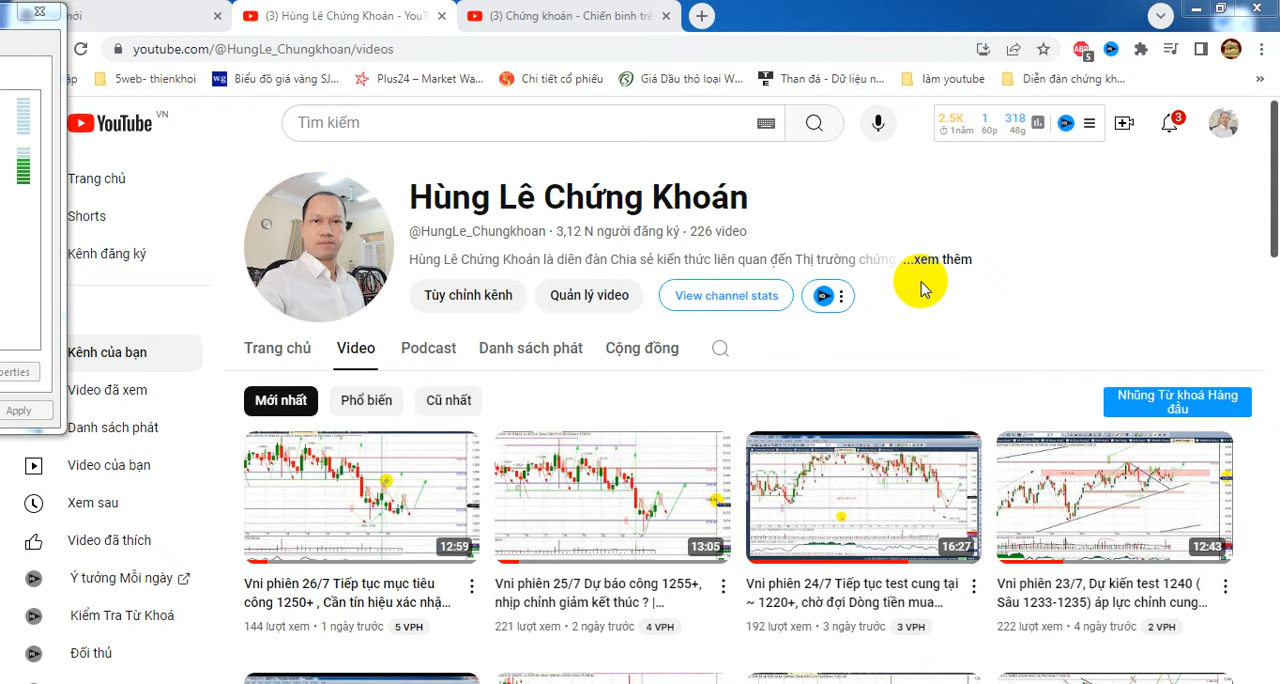 mới
(3) Hùng Lê Chứng Khoán - YouT
(3) Chứng khoán - Chiến binh trê
youtube.com/@HungLe_Chungkhoan/videos
ABP
5
ập
5web- thienkhoi
wg
Biểu đồ giá vàng SJ...
Plus24 – Market Wa...
Chi tiết cổ phiếu
Giá Dầu thô loại W...
Than đá - Dữ liệu n...
làm youtube
Diễn đàn chứng kh...
»
YouTube VN
Tìm kiếm
2.5K 1 318
1năm 60p 48g
3
Trang chủ
Shorts
Kênh đăng ký
Kênh của bạn
Video đã xem
Danh sách phát
Video của bạn
Xem sau
Video đã thích
Ý tưởng Mỗi ngày
Kiểm Tra Từ Khoá
Đối thủ
perties
Apply
Hùng Lê Chứng Khoán
@HungLe_Chungkhoan · 3,12 N người đăng ký · 226 video
Hùng Lê Chứng Khoán là diễn đàn Chia sẻ kiến thức liên quan đến Thị trường chứng ...xem thêm
Tùy chỉnh kênh
Quản lý video
View channel stats
Trang chủ
Video
Podcast
Danh sách phát
Cộng đồng
Mới nhất
Phổ biến
Cũ nhất
Những Từ khoá Hàng
đầu
12:59
13:05
16:27
12:43
Vni phiên 26/7 Tiếp tục mục tiêu
công 1250+ , Cần tín hiệu xác nhậ...
144 lượt xem · 1 ngày trước 5 VPH
Vni phiên 25/7 Dự báo công 1255+,
nhịp chỉnh giảm kết thúc ? |...
221 lượt xem · 2 ngày trước 4 VPH
Vni phiên 24/7 Tiếp tục test cung tại
~ 1220+, chờ đợi Dòng tiền mua...
192 lượt xem · 3 ngày trước 3 VPH
Vni phiên 23/7, Dự kiến test 1240 (
Sâu 1233-1235) áp lực chỉnh cung...
222 lượt xem · 4 ngày trước 2 VPH